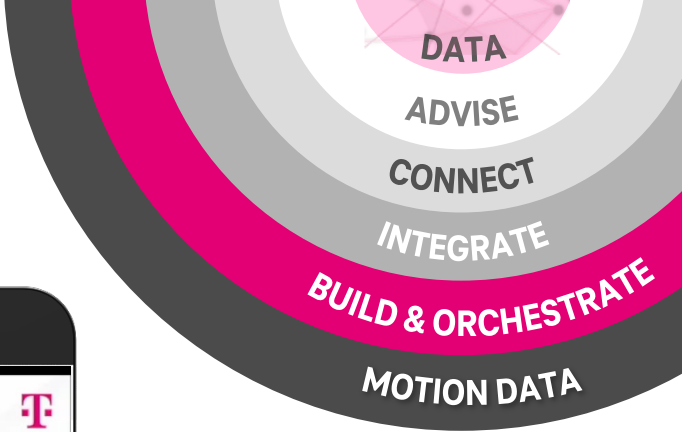 DATA
ADVISE
CONNECT
INTEGRATE
BUILD & ORCHESTRATE
MOTION DATA
T